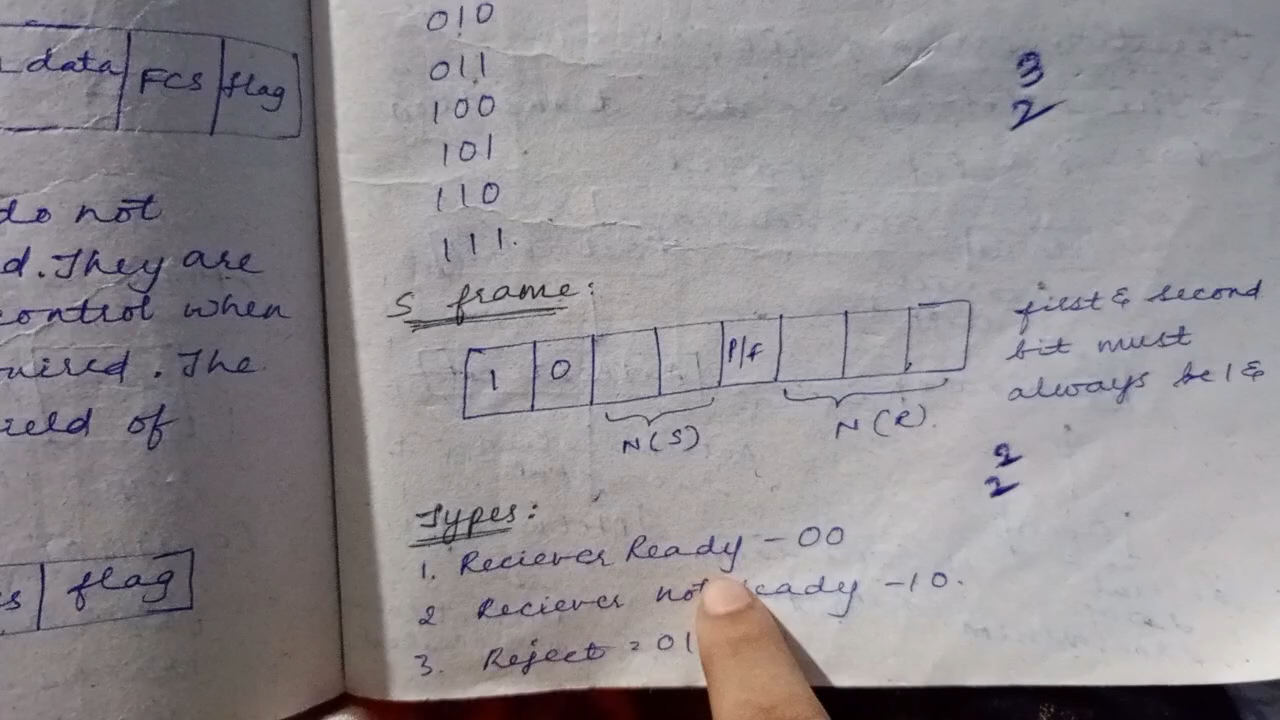 data FCS flag
do not
d. They are
control when
uired. The
ield of
s flag
010
011
100
101
110
111.
3
2
S frame:
1 0 P/f
N(S) N(R).
first & second
bit must
always be 1 &
2
2
Types:
1. Reciever Ready - 00
2 Reciever not eady - 10.
3. Reject = 01